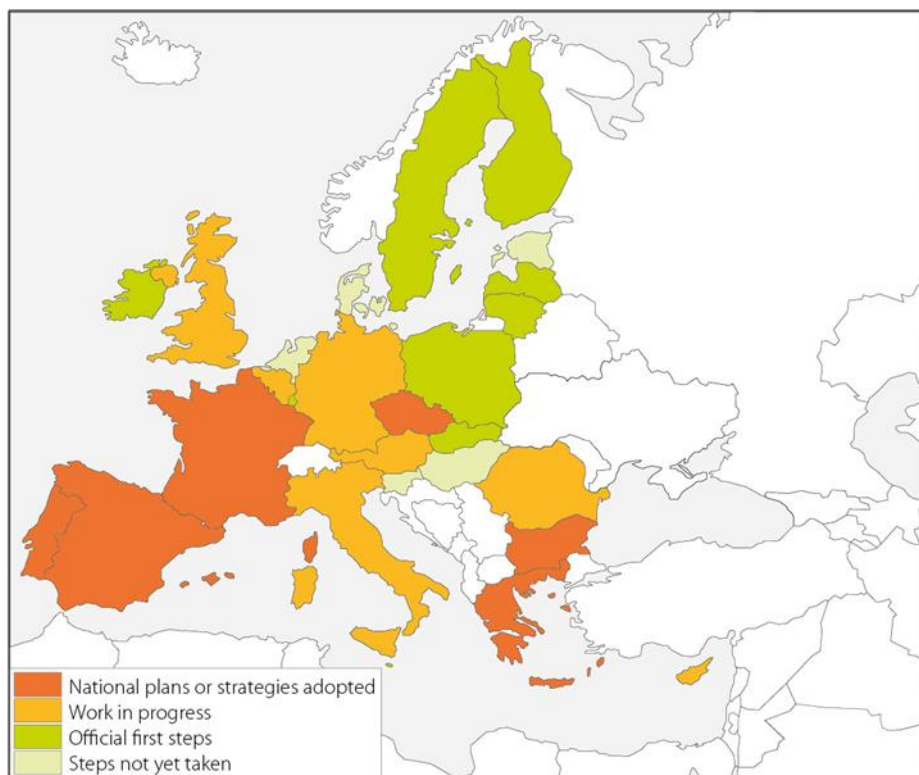 National plans or strategies adopted
Work in progress
Official first steps
Steps not yet taken